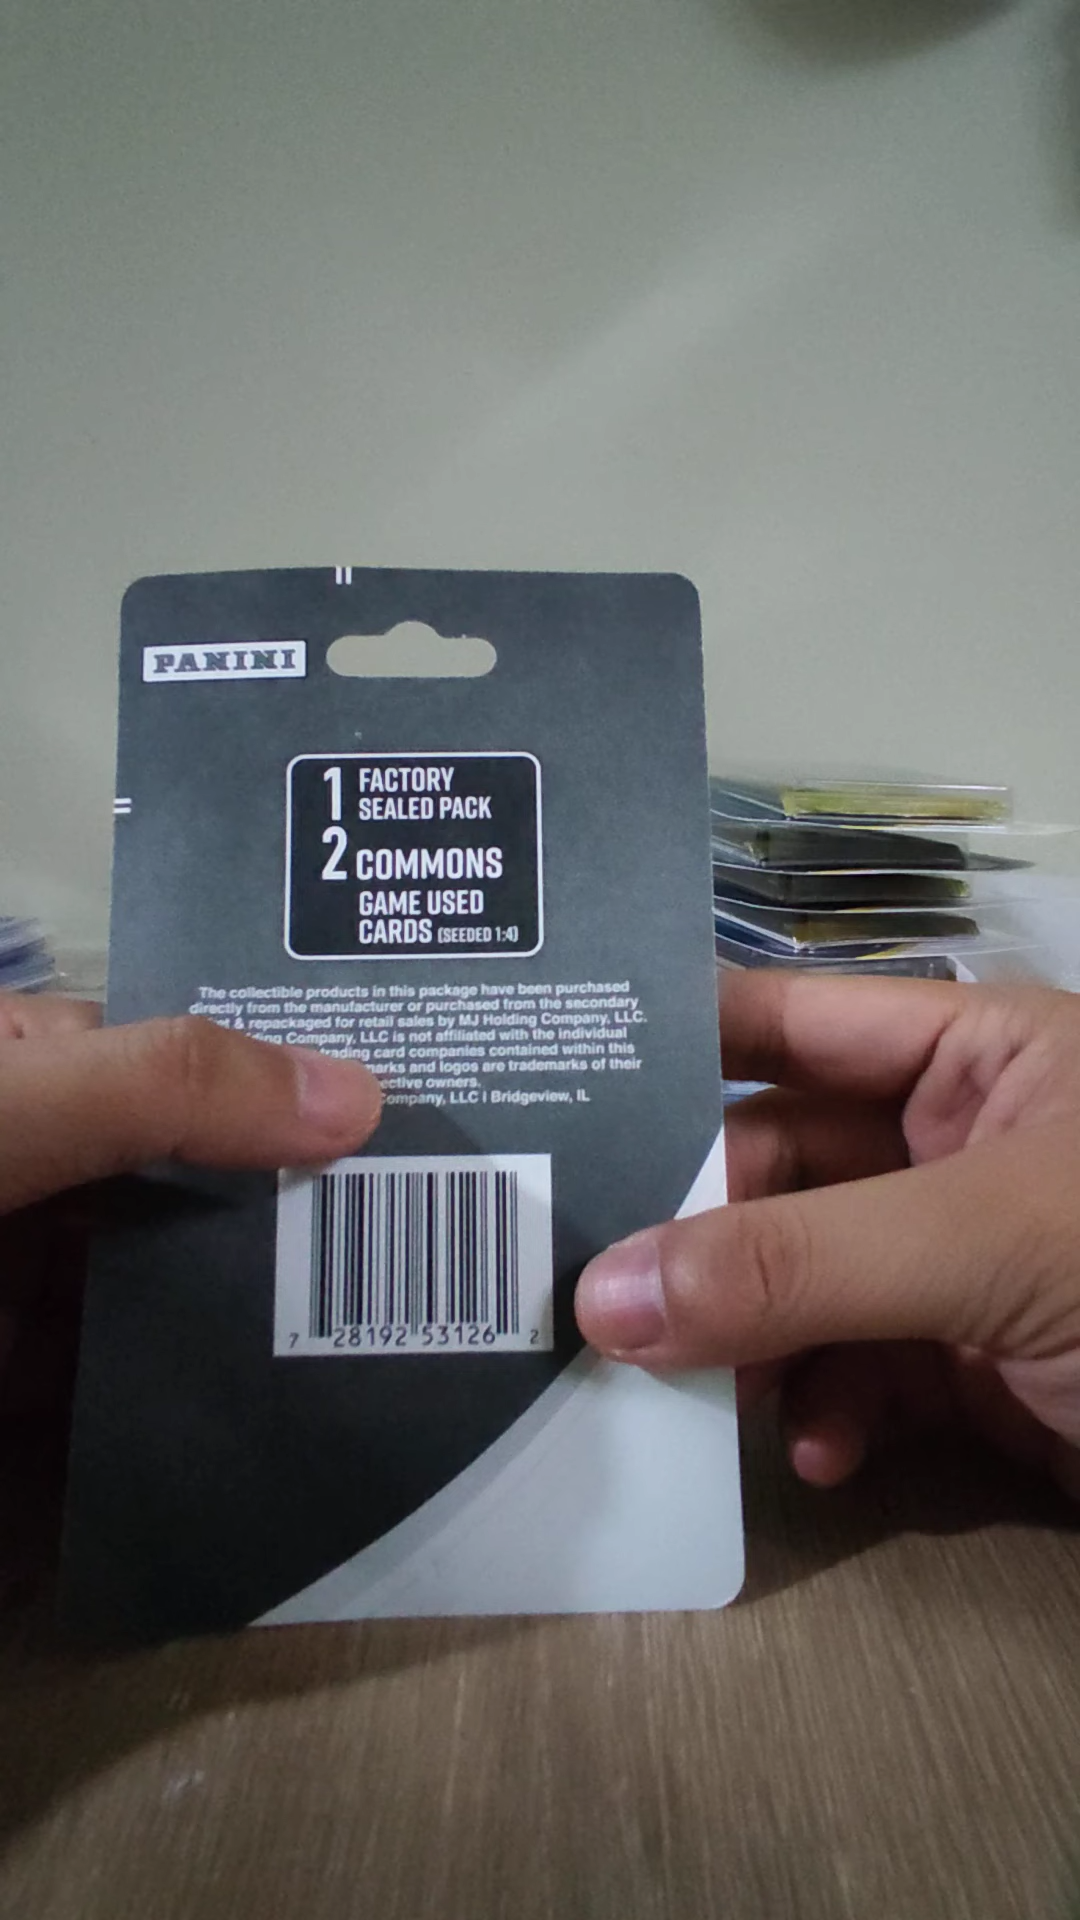 PANINI
1 FACTORY
SEALED PACK
2 COMMONS
GAME USED
CARDS (SEEDED 1:4)
The collectible products in this package have been purchased
directly from the manufacturer or purchased from the secondary
& repackaged for retail sales by MJ Holding Company, LLC.
Company, LLC is not affiliated with the individual
trading card companies contained within this
marks and logos are trademarks of their
owners.
Company, LLC | Bridgeview, IL
7 28192 53126 2